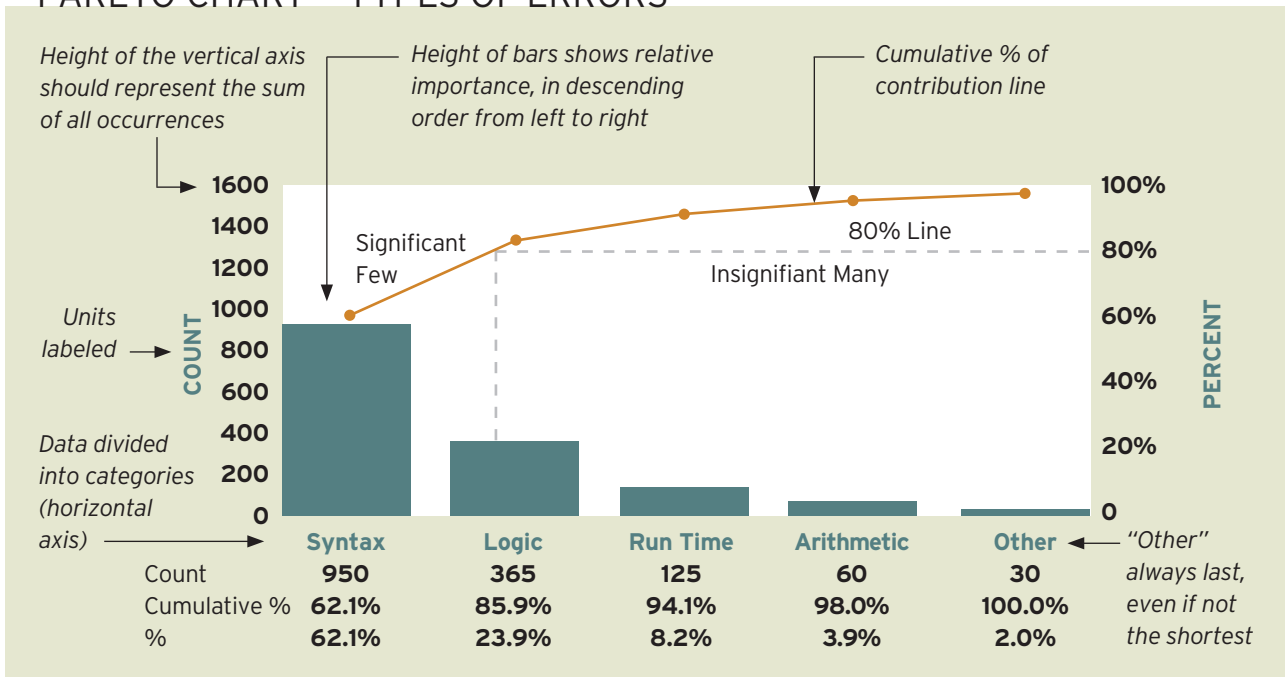 PARETO CHART – TYPES OF ERRORS
Height of the vertical axis
should represent the sum
of all occurrences
Height of bars shows relative
importance, in descending
order from left to right
Cumulative % of
contribution line
1600
1400
1200
1000
800
600
400
200
0
COUNT
Units
labeled
Data divided
into categories
(horizontal
axis)
Significant
Few
80% Line
Insignifiant Many
100%
80%
60%
40%
20%
0
PERCENT
Syntax Logic Run Time Arithmetic Other
Count 950 365 125 60 30
Cumulative % 62.1% 85.9% 94.1% 98.0% 100.0%
% 62.1% 23.9% 8.2% 3.9% 2.0%
“Other”
always last,
even if not
the shortest